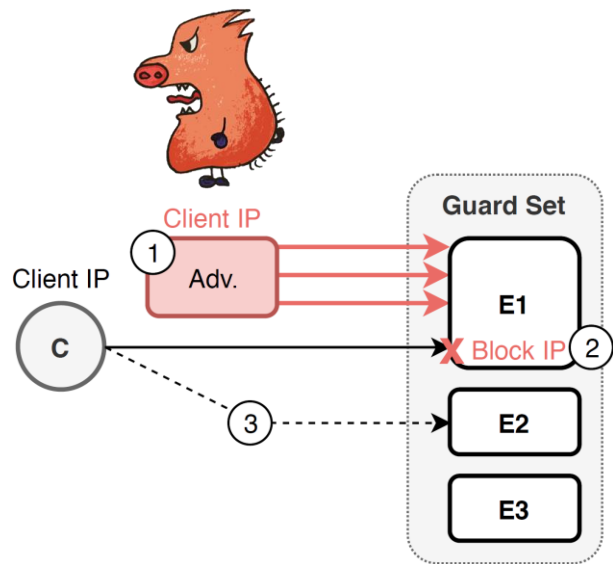 Guard Set
Client IP
1
Adv.
Client IP
C
E1
X Block IP
2
3
E2
E3